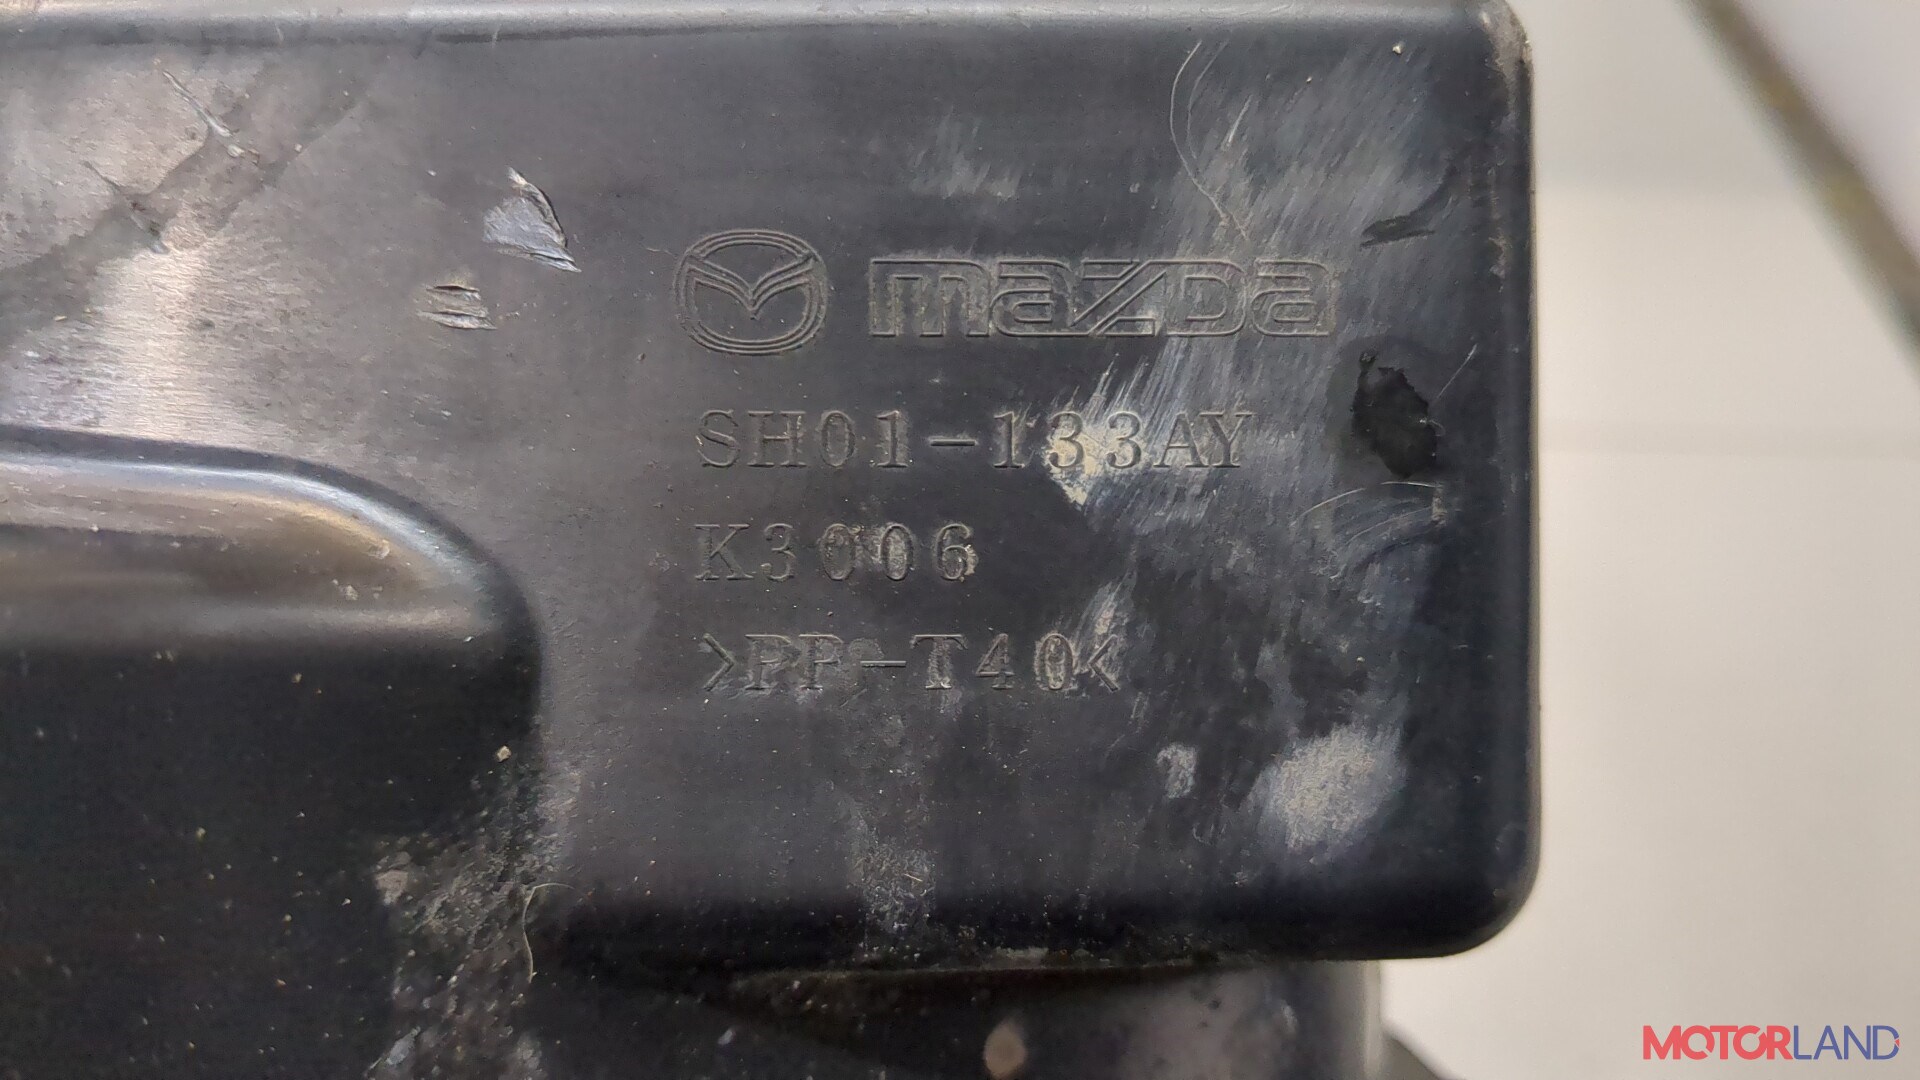 mazda
SH01-133AY
K3006
>PP-T40<
MOTORLAND